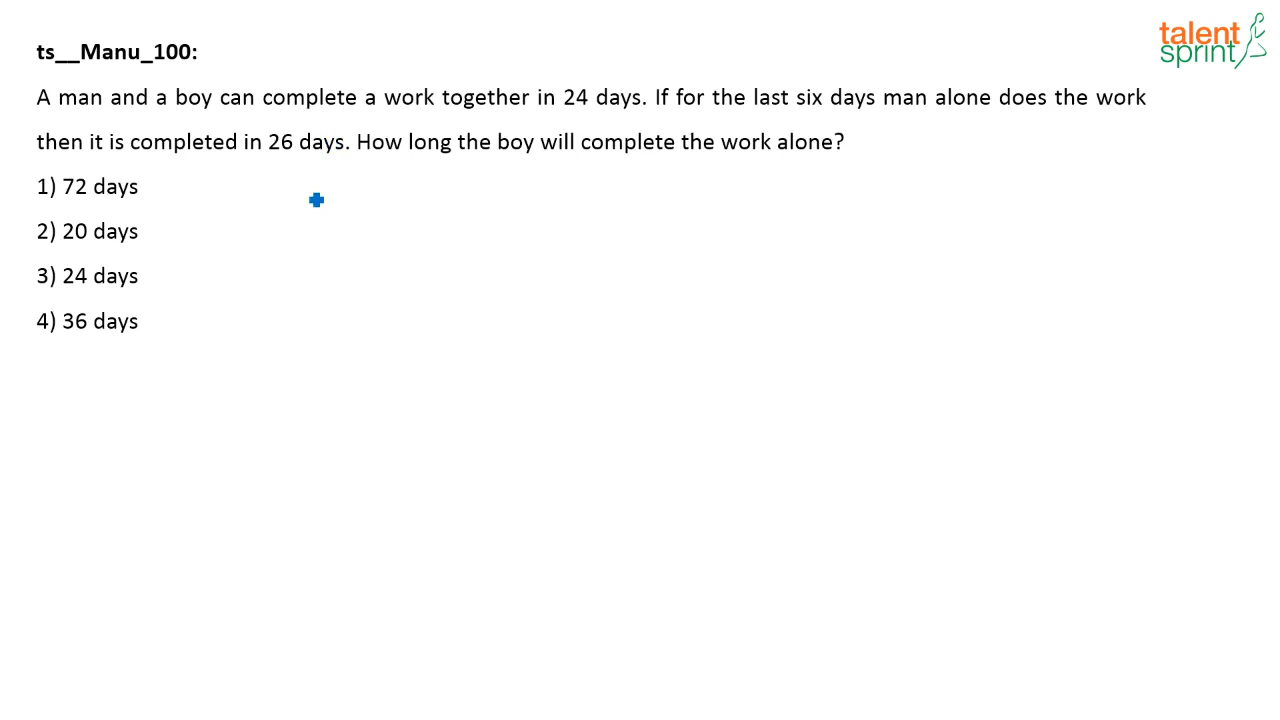 talent
sprint
ts__Manu_100:
A man and a boy can complete a work together in 24 days. If for the last six days man alone does the work
then it is completed in 26 days. How long the boy will complete the work alone?
1) 72 days
2) 20 days
3) 24 days
4) 36 days